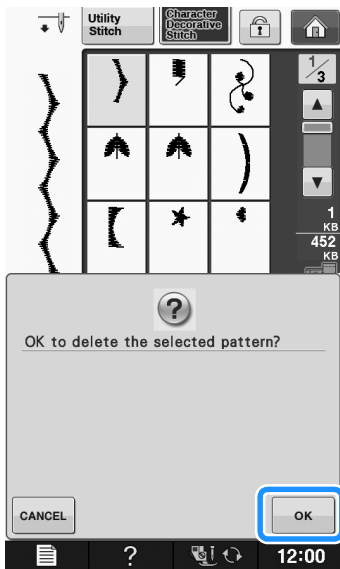 Utility
Stitch
Character
Decorative
Stitch
1/3
1
KB
452
KB
?
OK to delete the selected pattern?
CANCEL
OK
?
12:00